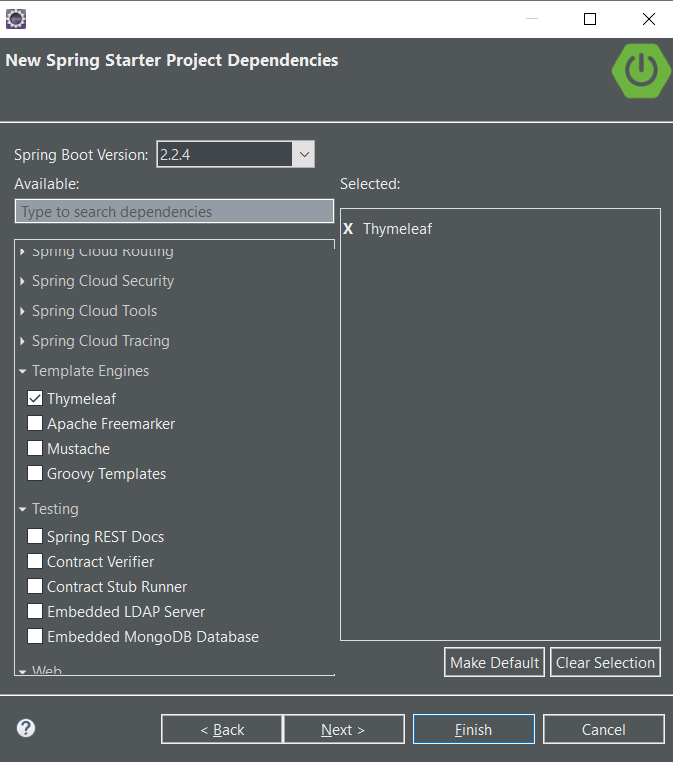 New Spring Starter Project Dependencies
Spring Boot Version: 2.2.4
Available:
Type to search dependencies
Spring Cloud Routing
Spring Cloud Security
Spring Cloud Tools
Spring Cloud Tracing
Template Engines
Thymeleaf
Apache Freemarker
Mustache
Groovy Templates
Testing
Spring REST Docs
Contract Verifier
Contract Stub Runner
Embedded LDAP Server
Embedded MongoDB Database
Web
Selected:
X Thymeleaf
Make Default Clear Selection
? < Back Next > Finish Cancel